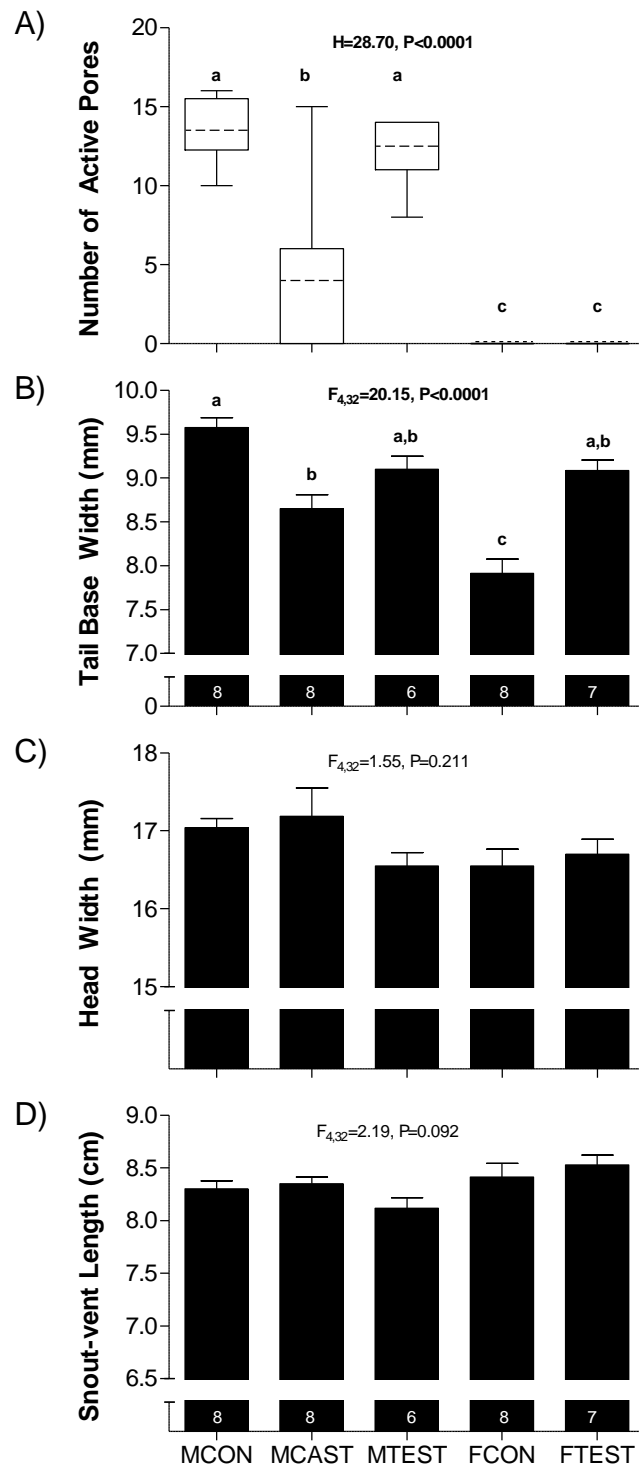 A)
Number of Active Pores
20
15
10
5
0
H=28.70, P<0.0001
a b a c c
B)
Tail Base Width (mm)
10.0
9.5
9.0
8.5
8.0
7.5
7.0
0
F4,32=20.15, P<0.0001
a b a,b c a,b
8 8 6 8 7
C)
Head Width (mm)
18
17
16
15
F4,32=1.55, P=0.211
D)
Snout-vent Length (cm)
9.0
8.5
8.0
7.5
7.0
6.5
F4,32=2.19, P=0.092
8 8 6 8 7
MCON MCAST MTEST FCON FTEST